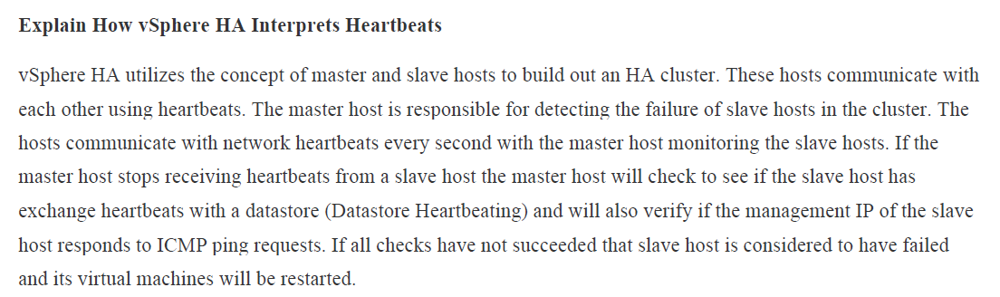 Explain How vSphere HA Interprets Heartbeats
vSphere HA utilizes the concept of master and slave hosts to build out an HA cluster. These hosts communicate with
each other using heartbeats. The master host is responsible for detecting the failure of slave hosts in the cluster. The
hosts communicate with network heartbeats every second with the master host monitoring the slave hosts. If the
master host stops receiving heartbeats from a slave host the master host will check to see if the slave host has
exchange heartbeats with a datastore (Datastore Heartbeating) and will also verify if the management IP of the slave
host responds to ICMP ping requests. If all checks have not succeeded that slave host is considered to have failed
and its virtual machines will be restarted.